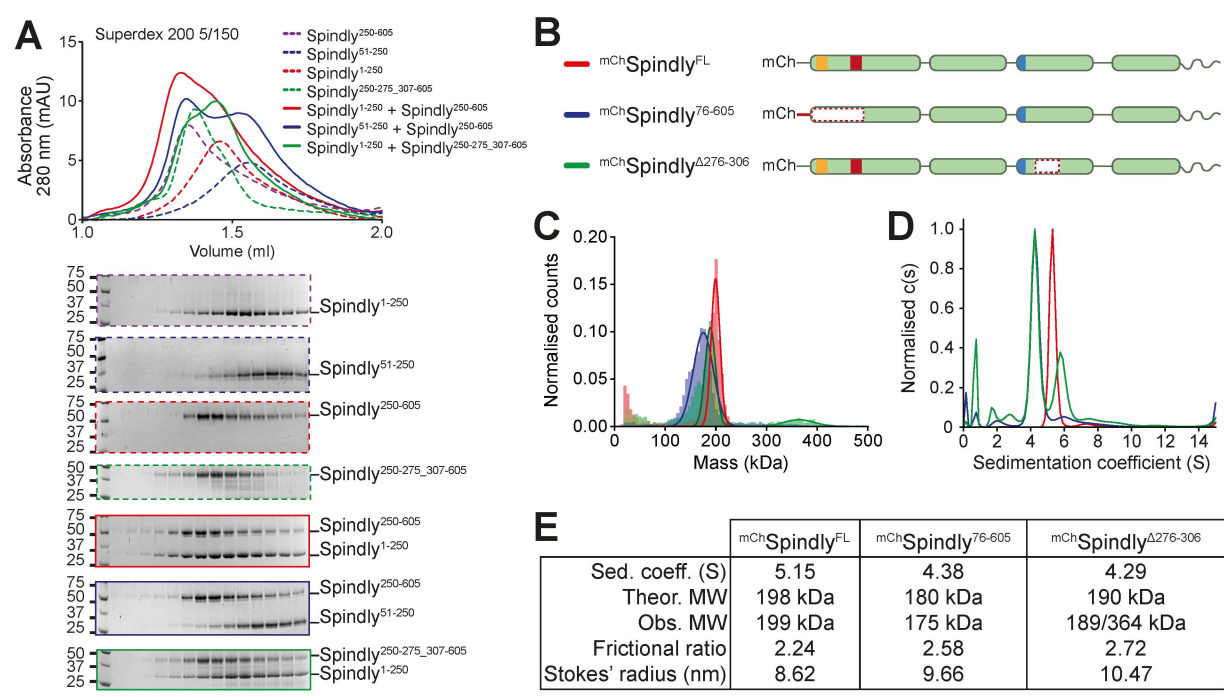 A
Superdex 200 5/150
Absorbance
280 nm (mAU)
15
10
5
0
1.0
1.5
2.0
Volume (ml)
Spindly250-605
Spindly51-250
Spindly1-250
Spindly250-275_307-605
Spindly1-250 + Spindly250-605
Spindly51-250 + Spindly250-605
Spindly1-250 + Spindly250-275_307-605
75
50
37
25
Spindly1-250
75
50
37
25
Spindly51-250
75
50
37
25
Spindly250-605
50
37
25
Spindly250-275_307-605
75
50
37
25
Spindly250-605
Spindly1-250
75
50
37
25
Spindly250-605
Spindly51-250
50
37
25
Spindly250-275_307-605
Spindly1-250
B
mChSpindlyFL
mCh
mChSpindly76-605
mCh
mChSpindlyΔ276-306
mCh
C
Normalised counts
0.20
0.15
0.10
0.05
0.00
0
100
200
300
400
500
Mass (kDa)
D
Normalised c(s)
1.0
0.8
0.6
0.4
0.2
0
0
2
4
6
8
10
12
14
Sedimentation coefficient (S)
E
mChSpindlyFL mChSpindly76-605 mChSpindlyΔ276-306
Sed. coeff. (S) 5.15 4.38 4.29
Theor. MW 198 kDa 180 kDa 190 kDa
Obs. MW 199 kDa 175 kDa 189/364 kDa
Frictional ratio 2.24 2.58 2.72
Stokes' radius (nm) 8.62 9.66 10.47